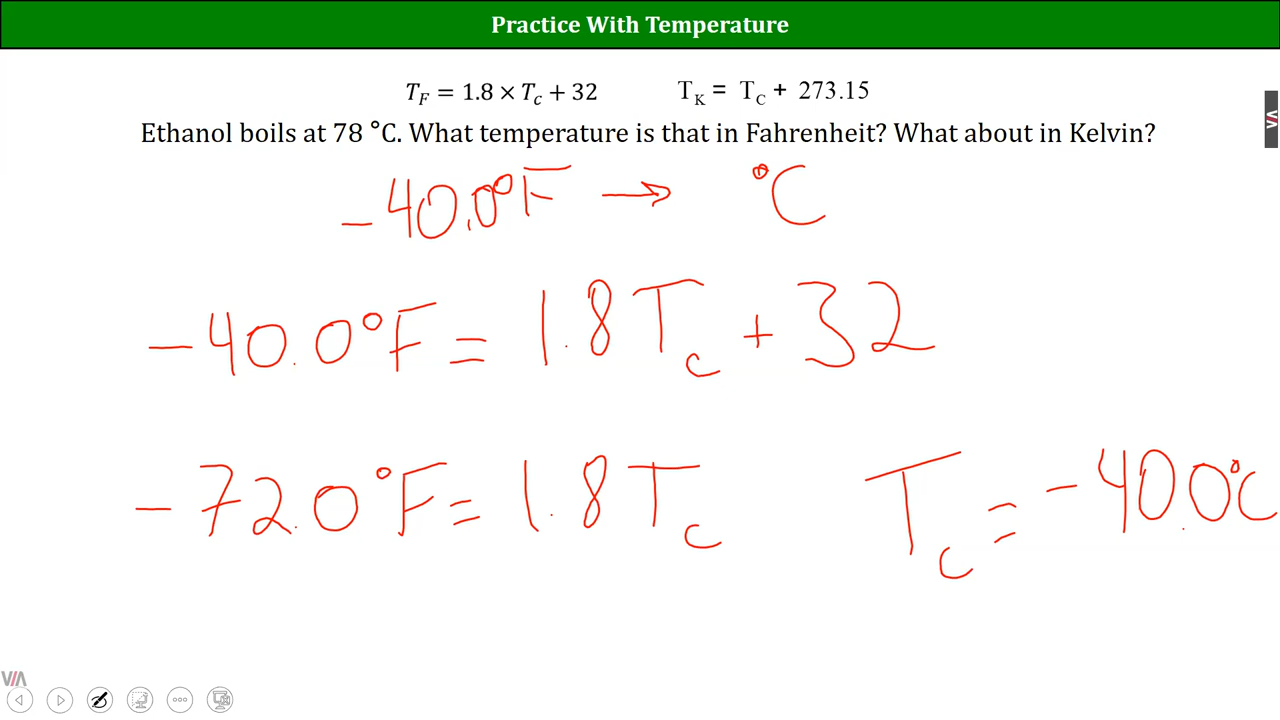 Practice With Temperature
T_F = 1.8 × T_c + 32 T_K = T_C + 273.15
Ethanol boils at 78 °C. What temperature is that in Fahrenheit? What about in Kelvin?
-40.0°F → °C
-40.0°F = 1.8 T_c + 32
-72.0°F = 1.8 T_c T_c = -40.0°C
VIA